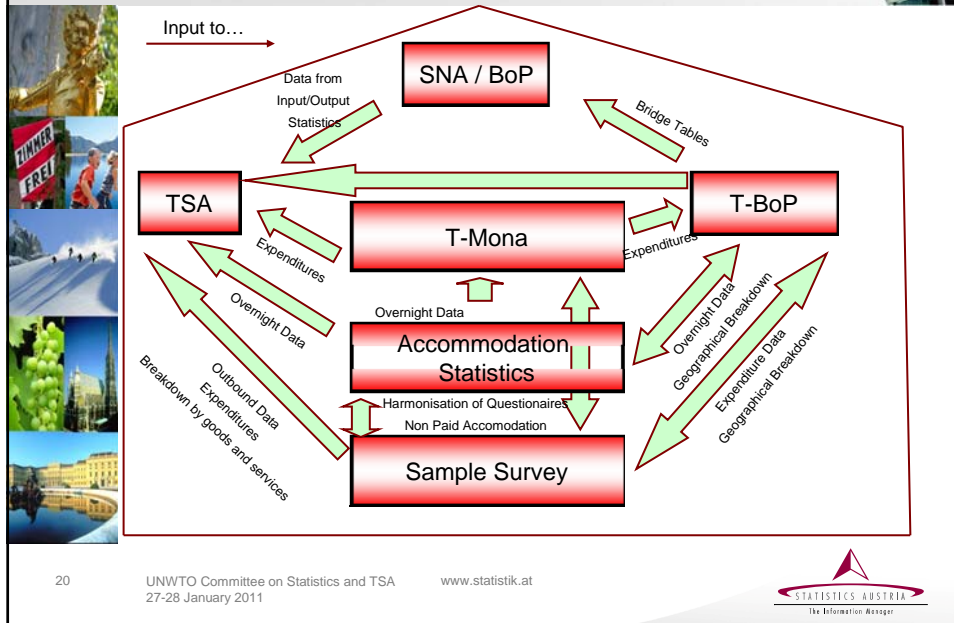 Input to…
SNA / BoP
Data from
Input/Output
Statistics
Bridge Tables
ZIMMER
FREI
TSA
T-BoP
T-Mona
Expenditures
Expenditures
Overnight Data
Overnight Data
Accommodation
Statistics
Overnight Data
Geographical Breakdown
Expenditure Data
Geographical Breakdown
Outbound Data
Expenditures
Breakdown by goods and services
Harmonisation of Questionaires
Non Paid Accomodation
Sample Survey
20
UNWTO Committee on Statistics and TSA
27-28 January 2011
www.statistik.at
STATISTICS AUSTRIA
The Information Manager